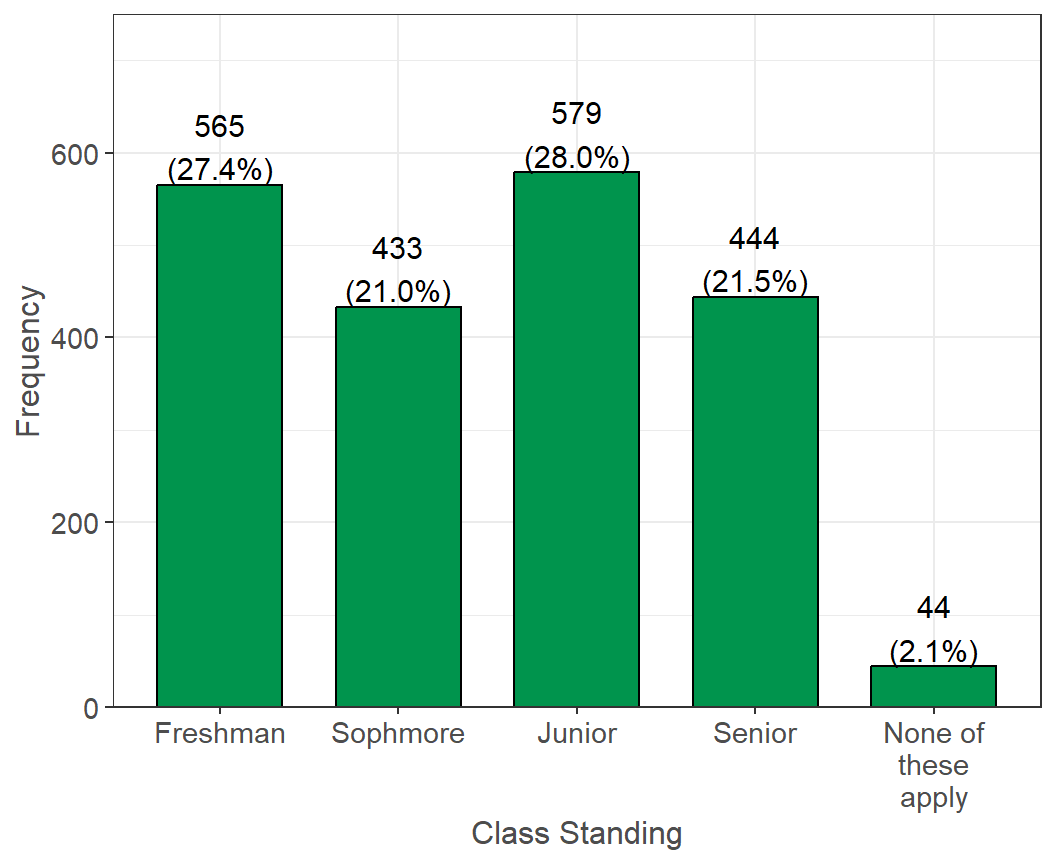 565
(27.4%)
433
(21.0%)
579
(28.0%)
444
(21.5%)
44
(2.1%)
600
400
200
0
Frequency
Freshman
Sophmore
Junior
Senior
None of
these
apply
Class Standing